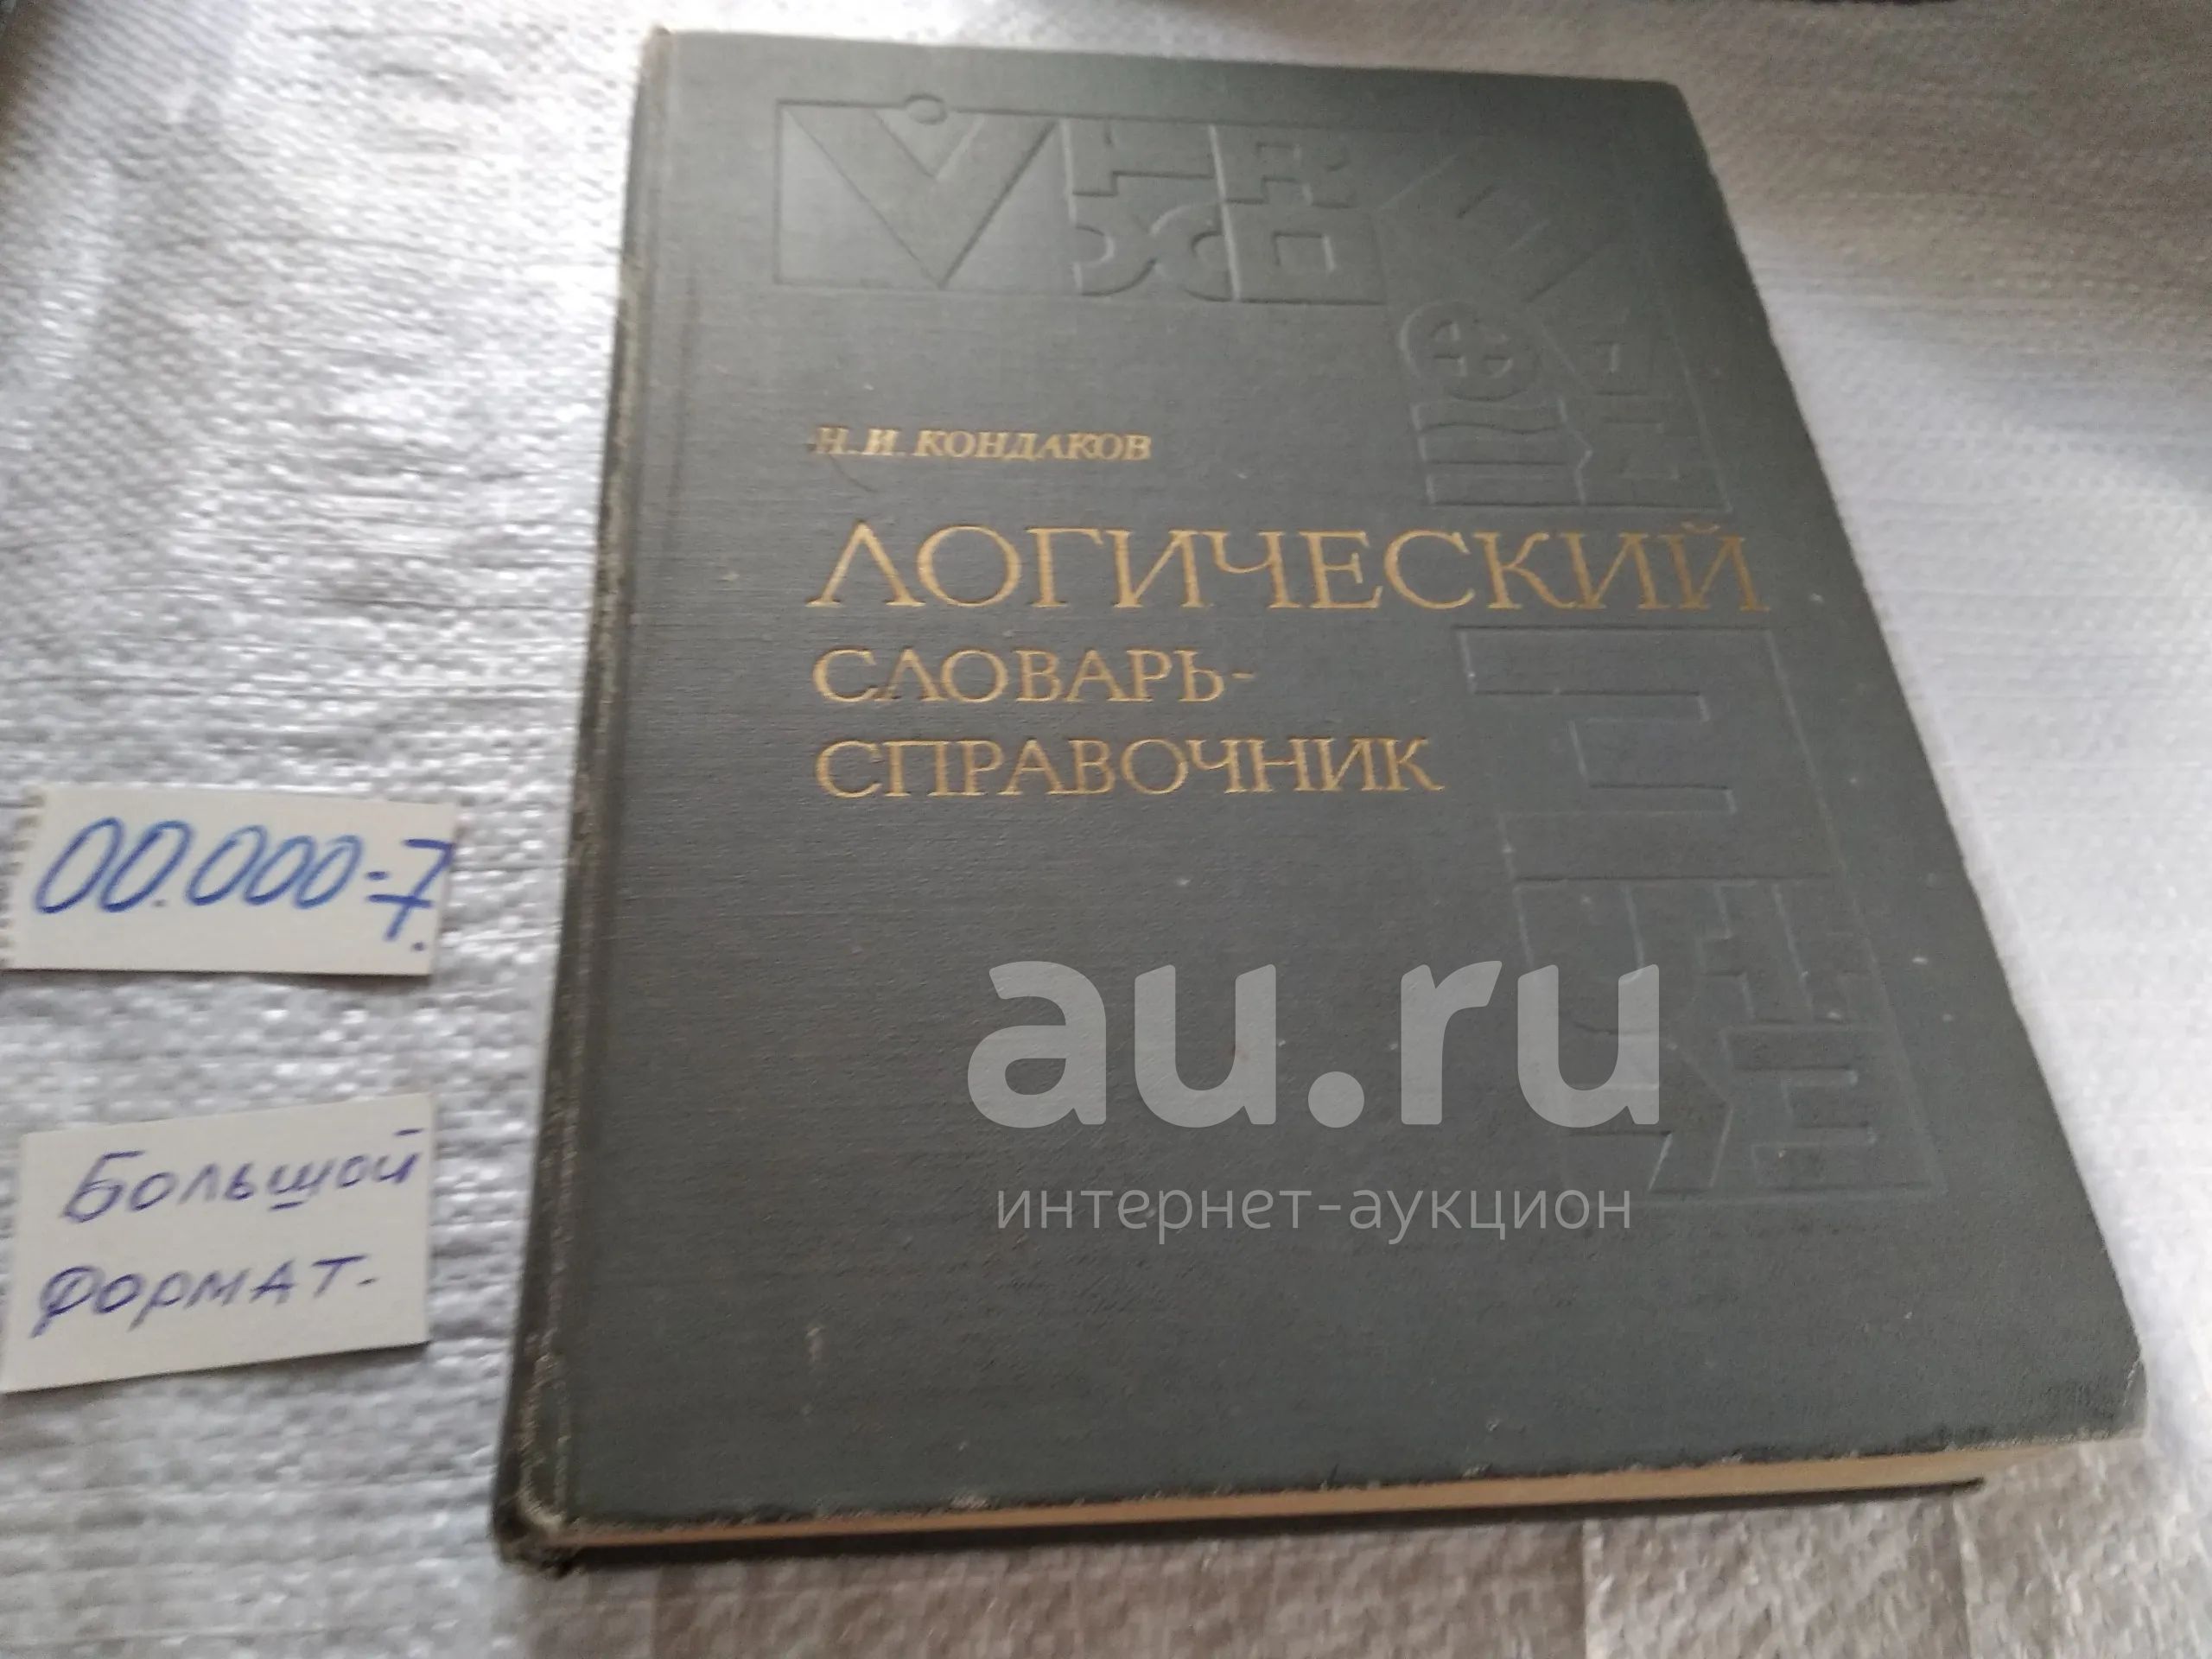 Н. И. КОНДАКОВ
ЛОГИЧЕСКИЙ
СЛОВАРЬ-
СПРАВОЧНИК
00.000=7.
Большой
формат.
au.ru
интернет-аукцион